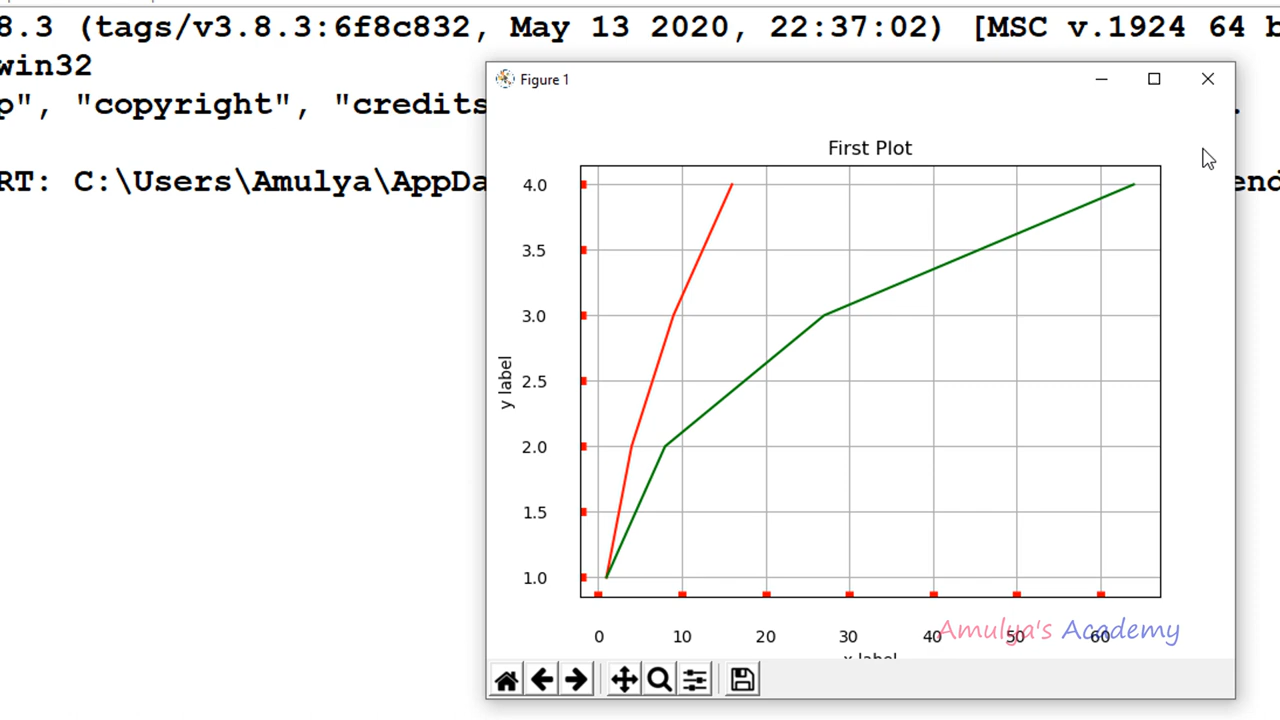 8.3 (tags/v3.8.3:6f8c832, May 13 2020, 22:37:02) [MSC v.1924 64 b
win32
p", "copyright", "credits
RT: C:\Users\Amulya\AppDa
end
Figure 1
First Plot
4.0
3.5
3.0
2.5
2.0
1.5
1.0
y label
0 10 20 30 40 50 60
x label
Amulya's Academy